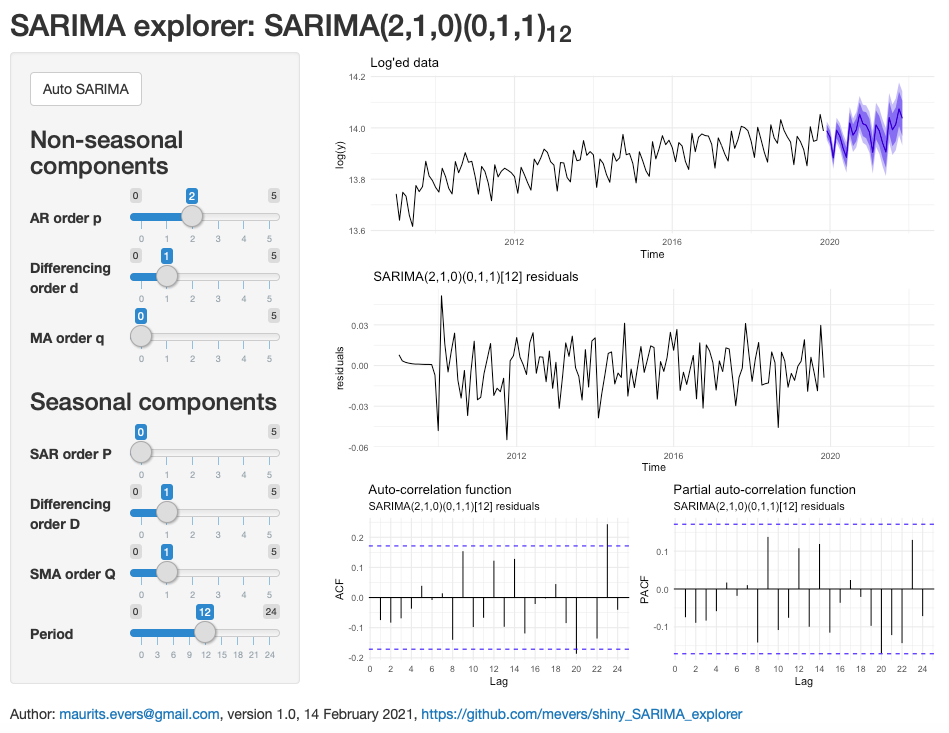 SARIMA explorer: SARIMA(2,1,0)(0,1,1)12
Auto SARIMA
Non-seasonal
components
0 2 5
AR order p
0 1 2 3 4 5
0 1 5
Differencing
order d
0 1 2 3 4 5
0 5
MA order q
0 1 2 3 4 5
Seasonal components
0 5
SAR order P
0 1 2 3 4 5
0 1 5
Differencing
order D
0 1 2 3 4 5
0 1 5
SMA order Q
0 1 2 3 4 5
0 12 24
Period
0 3 6 9 12 15 18 21 24
Log'ed data
14.2
14.0
13.8
13.6
log(y)
2012 2016 2020
Time
SARIMA(2,1,0)(0,1,1)[12] residuals
0.03
0.00
-0.03
-0.06
residuals
2012 2016 2020
Time
Auto-correlation function
SARIMA(2,1,0)(0,1,1)[12] residuals
0.2
0.1
0.0
-0.1
-0.2
ACF
0 2 4 6 8 10 12 14 16 18 20 22 24
Lag
Partial auto-correlation function
SARIMA(2,1,0)(0,1,1)[12] residuals
0.1
0.0
-0.1
PACF
0 2 4 6 8 10 12 14 16 18 20 22 24
Lag
Author: maurits.evers@gmail.com, version 1.0, 14 February 2021, https://github.com/mevers/shiny_SARIMA_explorer